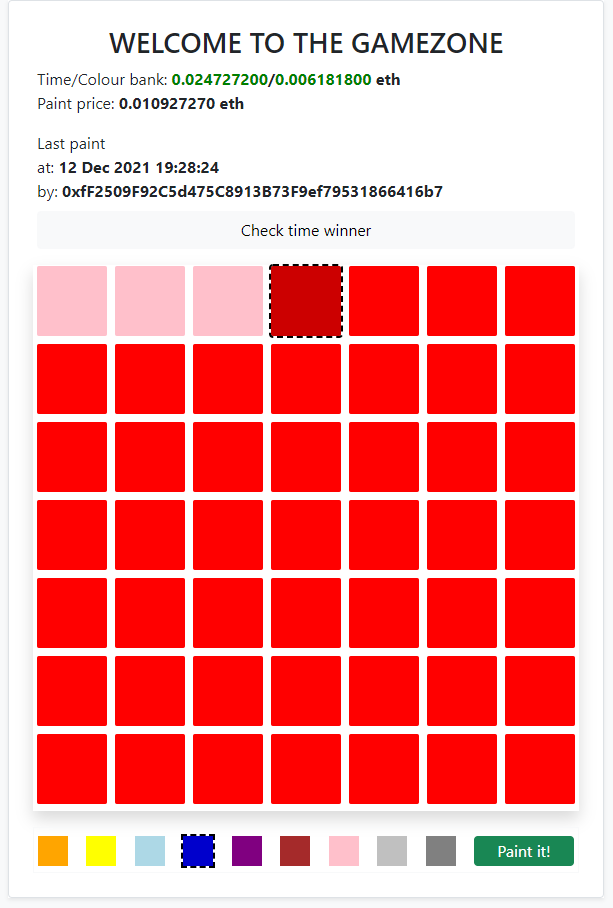 WELCOME TO THE GAMEZONE
Time/Colour bank: 0.024727200/0.006181800 eth
Paint price: 0.010927270 eth
Last paint
at: 12 Dec 2021 19:28:24
by: 0xfF2509F92C5d475C8913B73F9ef79531866416b7
Check time winner
Paint it!